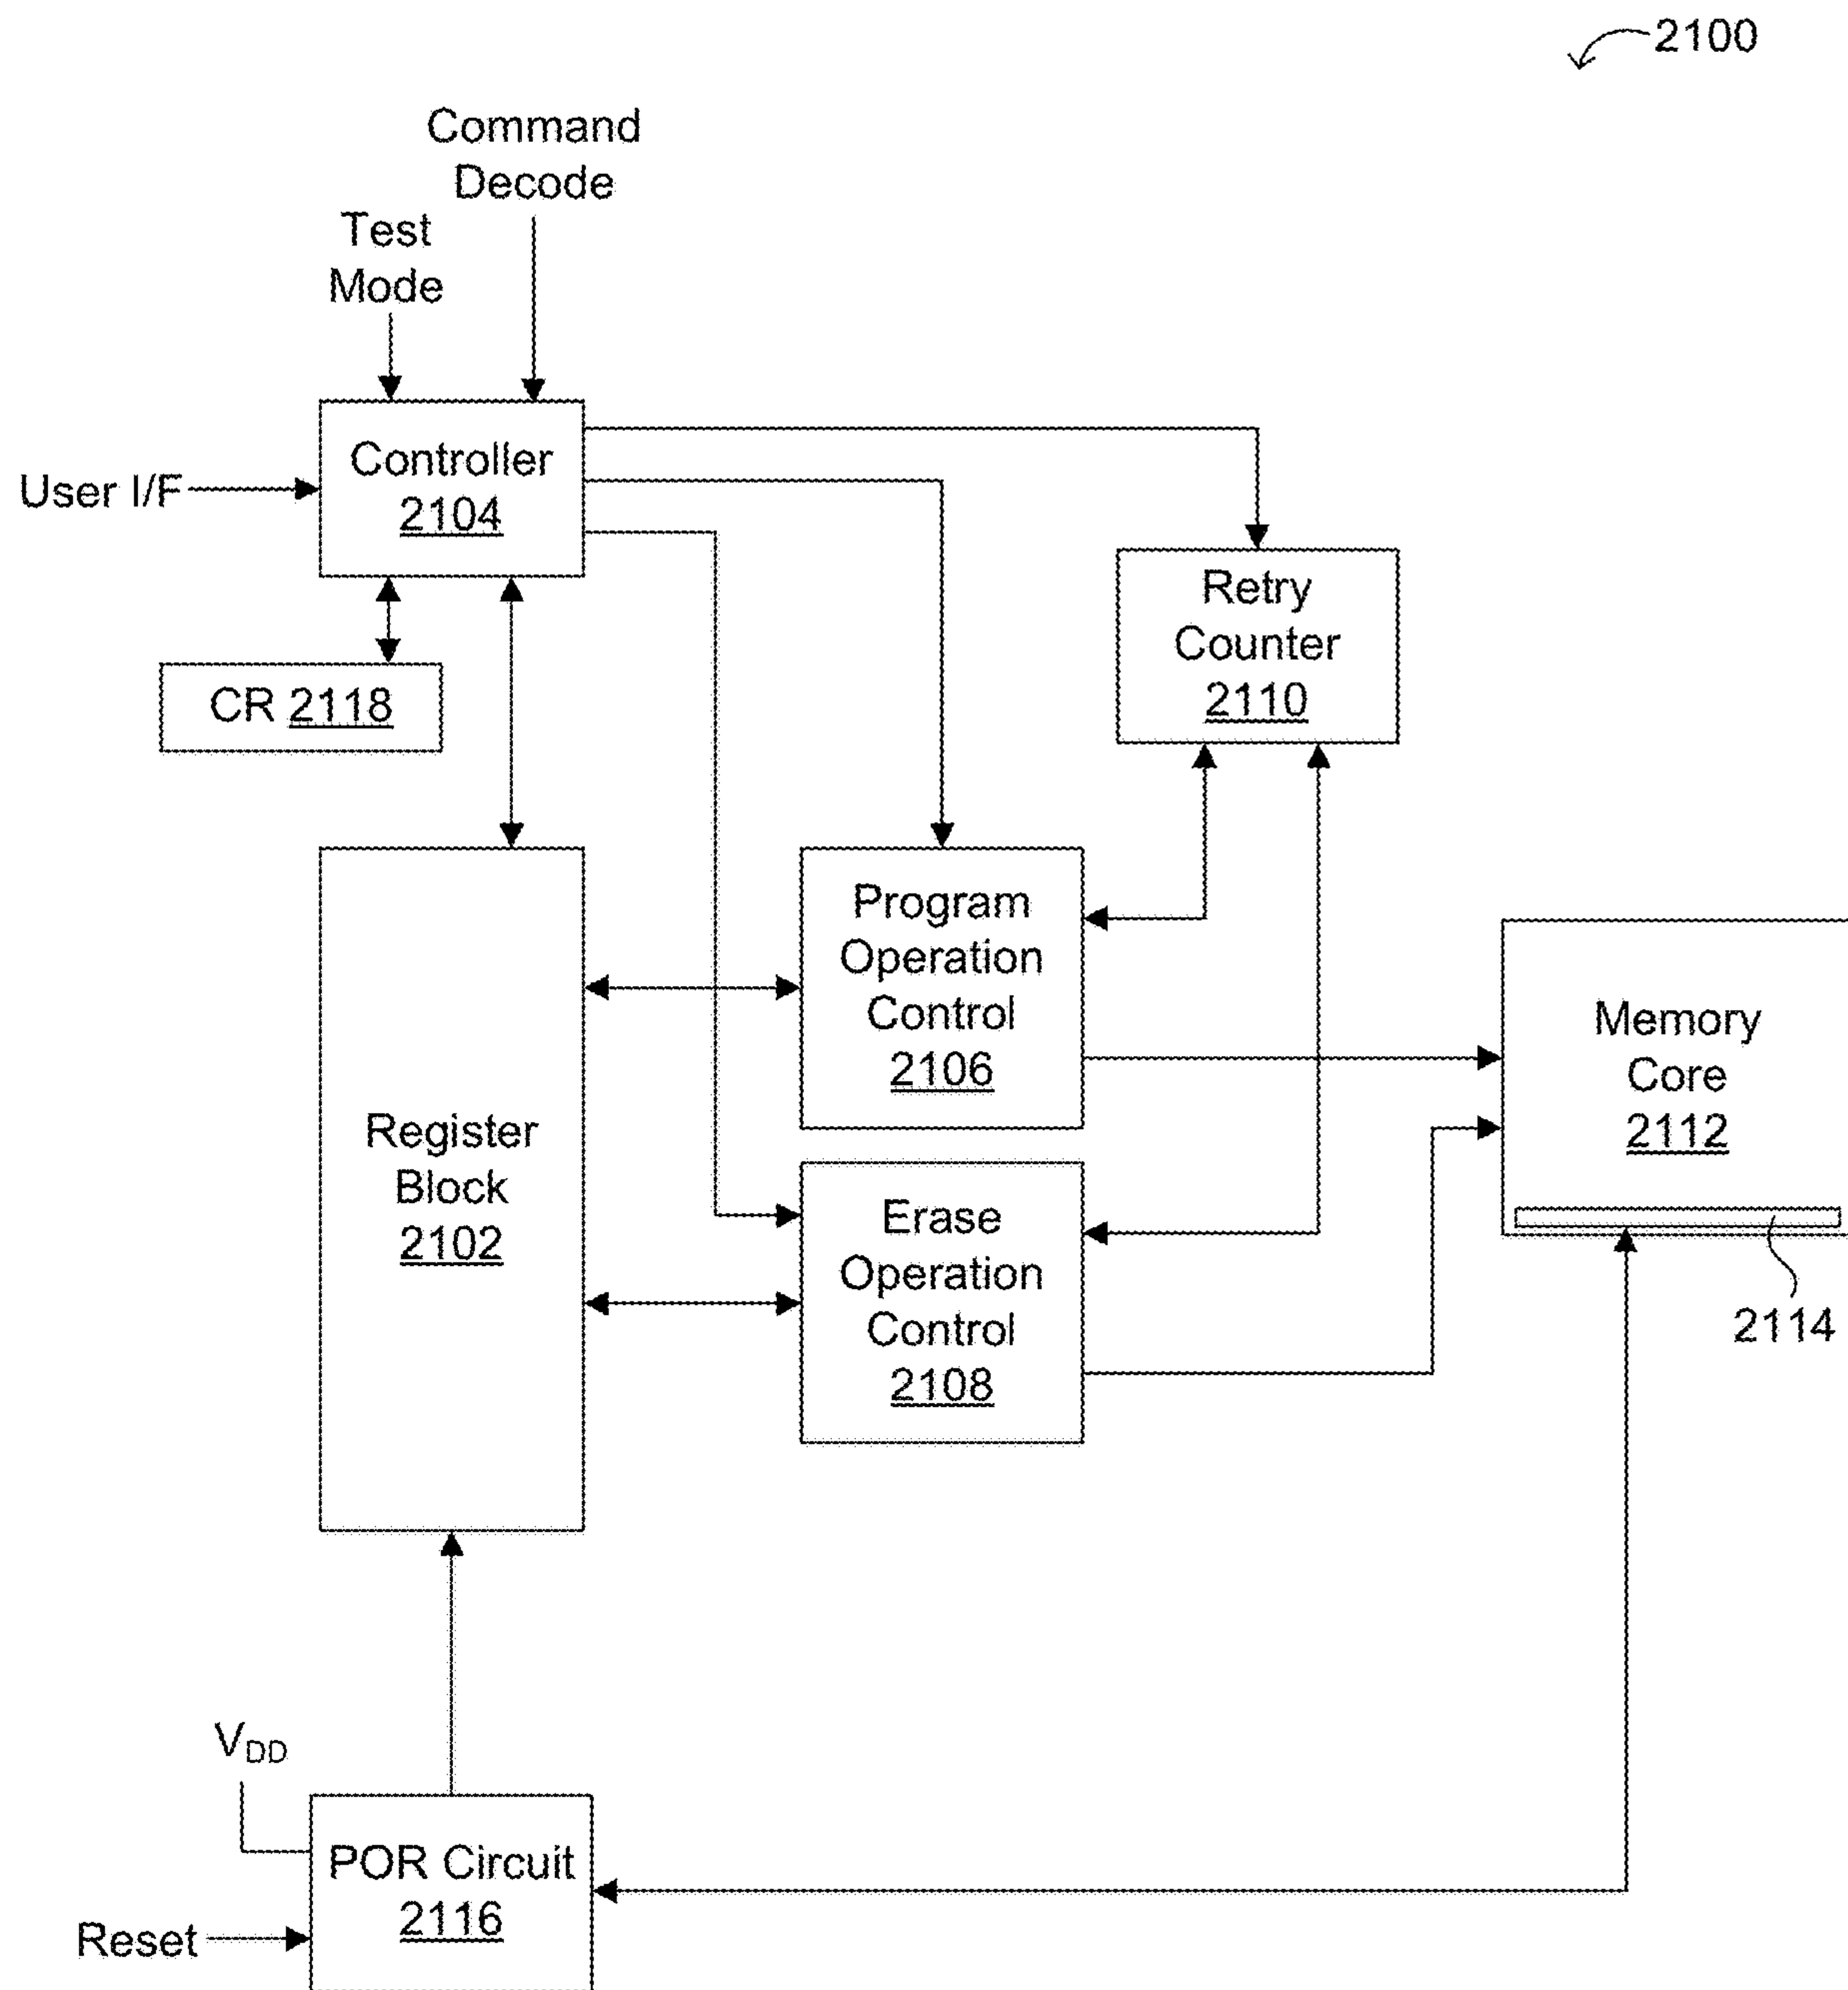 2100
Command
Decode
Test
Mode
Controller
2104
User I/F
Retry
Counter
2110
CR 2118
Program
Operation
Control
2106
Memory
Core
2112
Register
Block
2102
Erase
Operation
Control
2108
2114
VDD
POR Circuit
2116
Reset